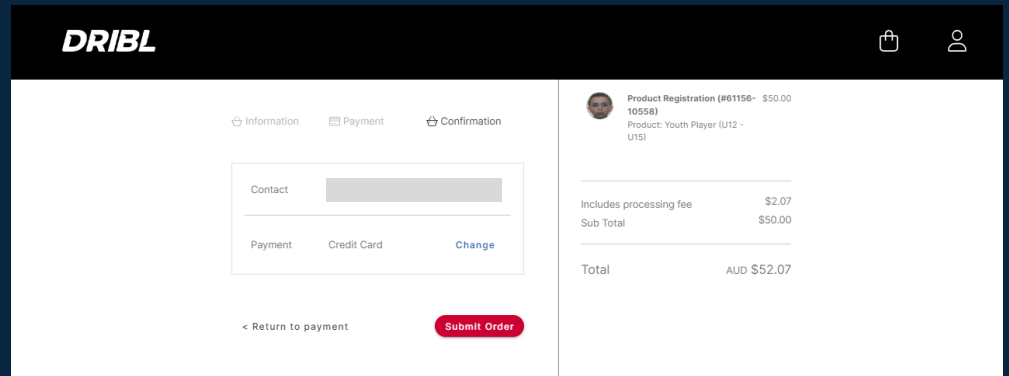 DRIBL
Information Payment Confirmation
Contact
Payment Credit Card Change
< Return to payment Submit Order
Product Registration (#61156- $50.00
10558)
Product: Youth Player (U12 -
U15)
Includes processing fee $2.07
Sub Total $50.00
Total AUD $52.07